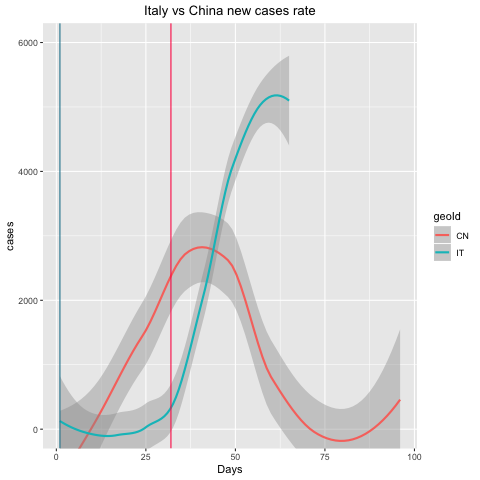 Italy vs China new cases rate
6000
4000
2000
0
cases
0 25 50 75 100
Days
geoId
CN
IT